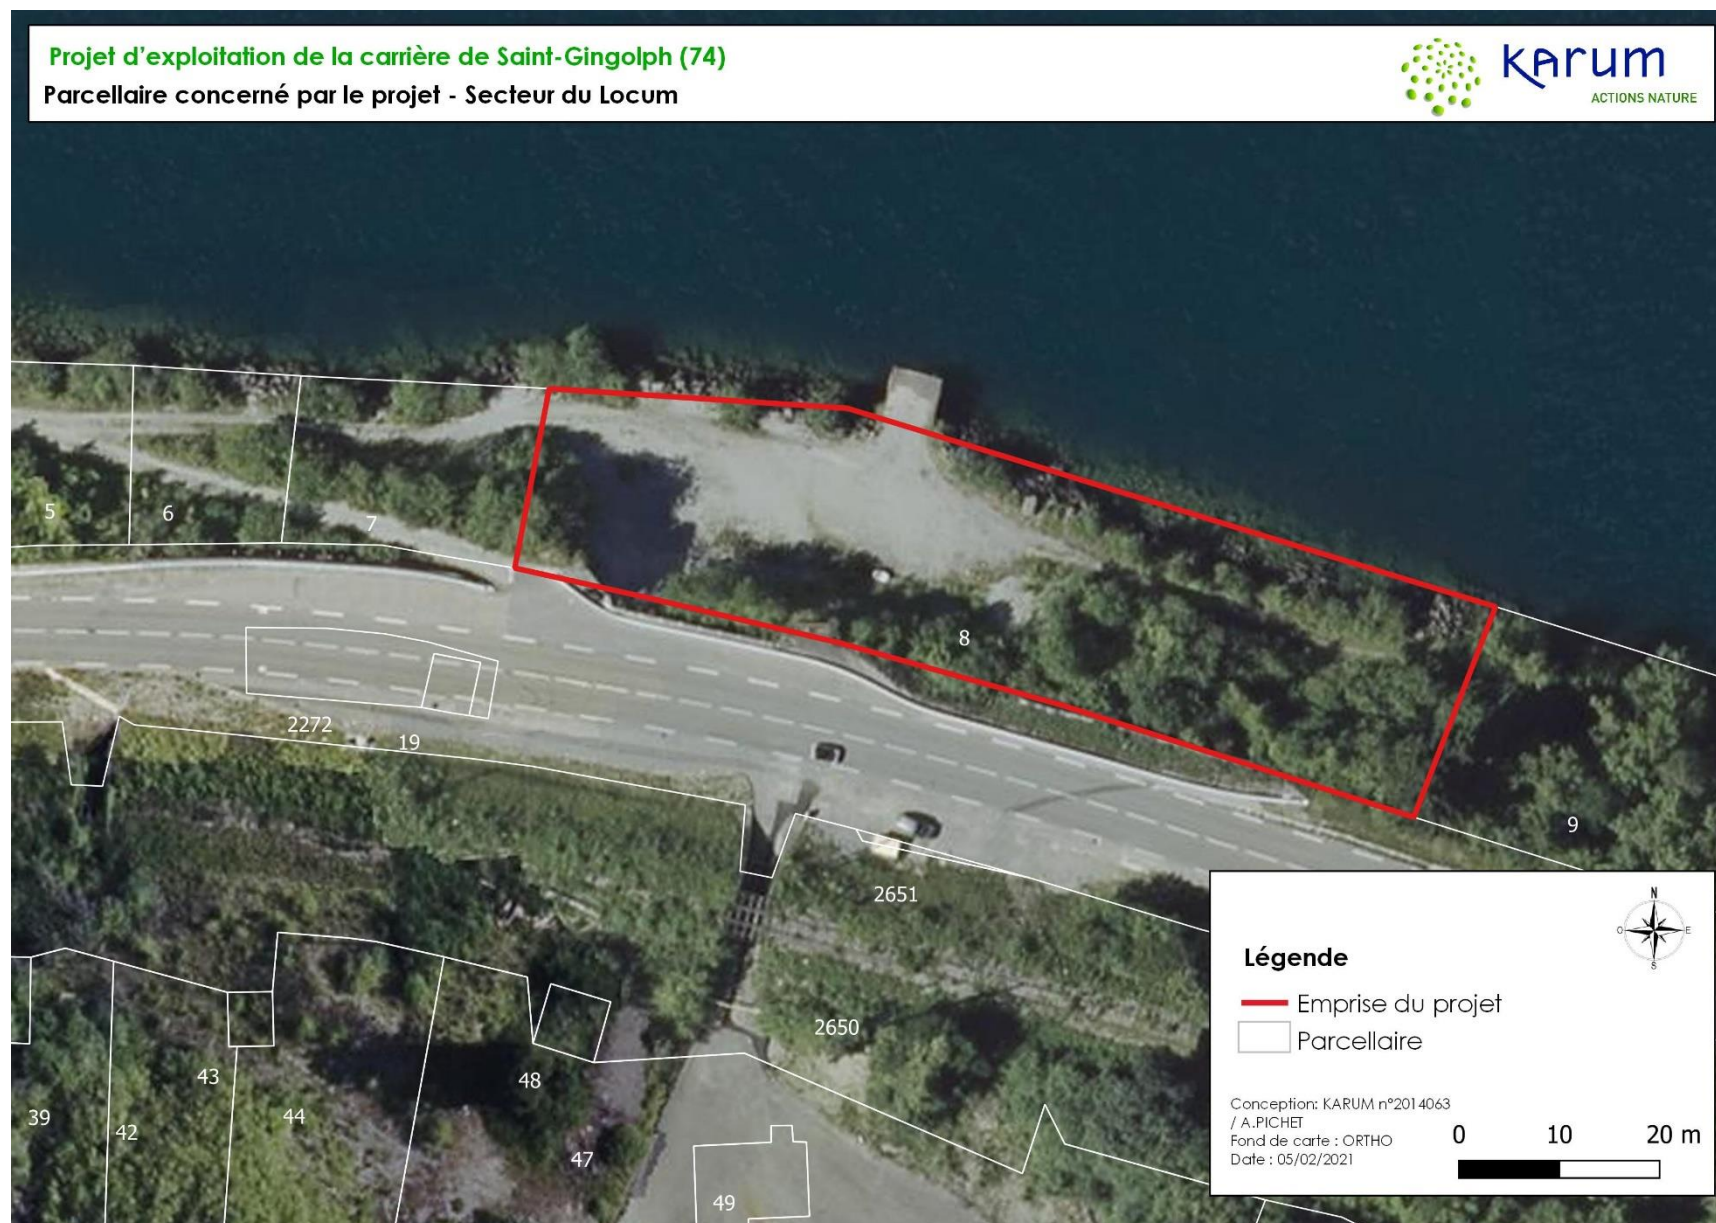 Projet d'exploitation de la carrière de Saint-Gingolph (74)
Parcellaire concerné par le projet - Secteur du Locum
KARUM
ACTIONS NATURE
5
6
7
8
9
2272
19
2651
2650
39
42
43
44
48
47
49
N
O
E
S
Légende
Emprise du projet
Parcellaire
Conception: KARUM n°2014063
/ A.PICHET
Fond de carte : ORTHO
Date : 05/02/2021
0 10 20 m